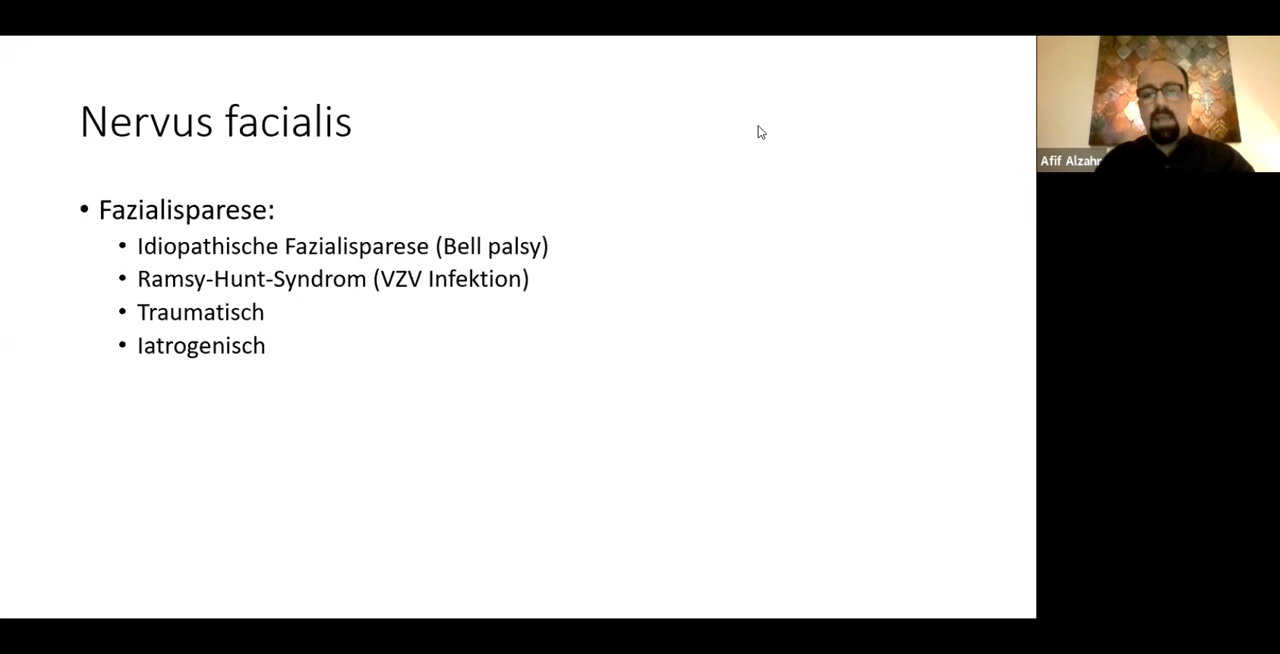 Nervus facialis
• Fazialisparese:
• Idiopathische Fazialisparese (Bell palsy)
• Ramsy-Hunt-Syndrom (VZV Infektion)
• Traumatisch
• Iatrogenisch
Afif Alzahr